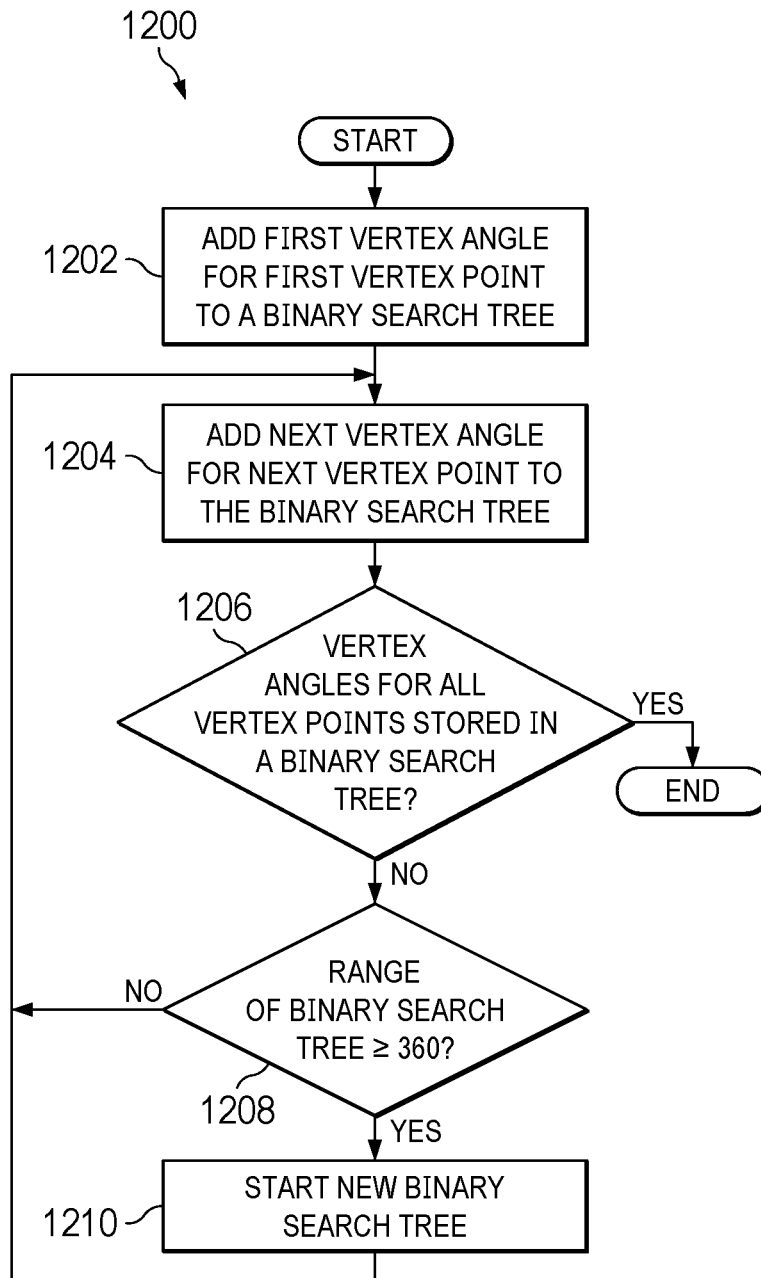 1200
START
1202
ADD FIRST VERTEX ANGLE
FOR FIRST VERTEX POINT
TO A BINARY SEARCH TREE
1204
ADD NEXT VERTEX ANGLE
FOR NEXT VERTEX POINT TO
THE BINARY SEARCH TREE
1206
VERTEX
ANGLES FOR ALL
VERTEX POINTS STORED IN
A BINARY SEARCH
TREE?
YES
END
NO
RANGE
OF BINARY SEARCH
TREE ≥ 360?
NO
1208
YES
START NEW BINARY
SEARCH TREE
1210